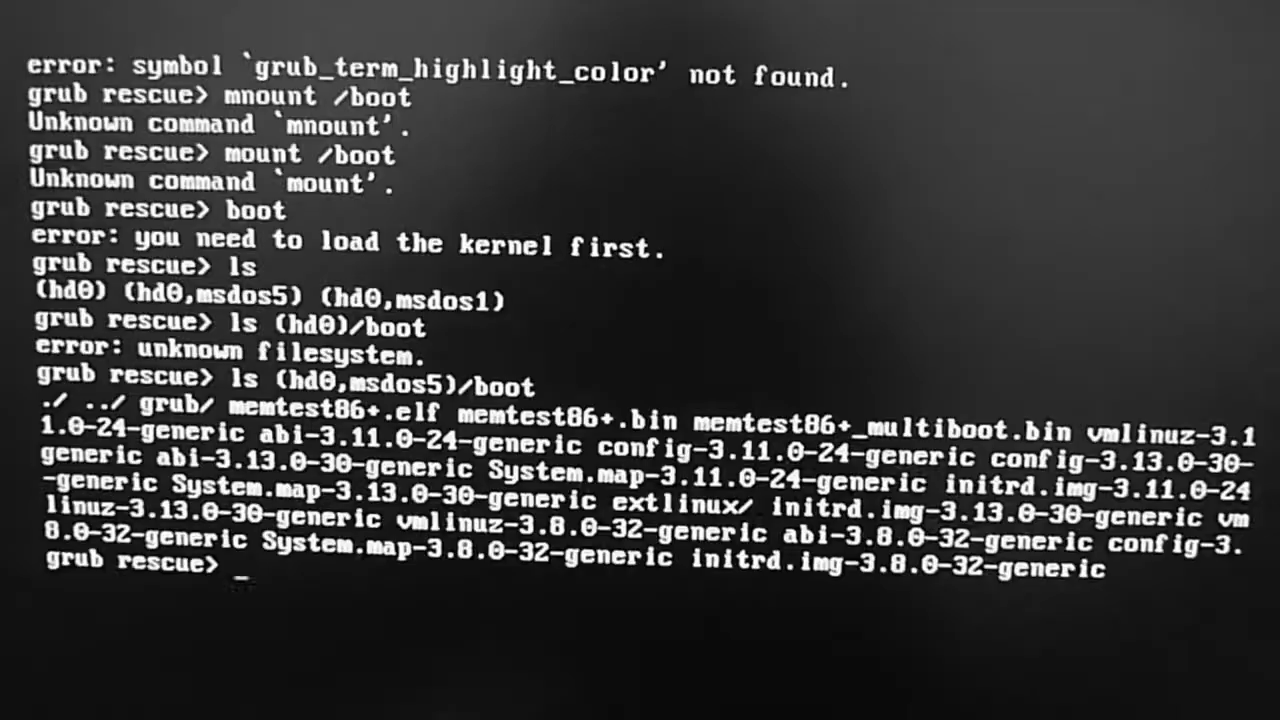 error: symbol `grub_term_highlight_color' not found.
grub rescue> mnount /boot
Unknown command `mnount'.
grub rescue> mount /boot
Unknown command `mount'.
grub rescue> boot
error: you need to load the kernel first.
grub rescue> ls
(hd0) (hd0,msdos5) (hd0,msdos1)
grub rescue> ls (hd0)/boot
error: unknown filesystem.
grub rescue> ls (hd0,msdos5)/boot
./ ../ grub/ memtest86+.elf memtest86+.bin memtest86+_multiboot.bin vmlinuz-3.1
1.0-24-generic abi-3.11.0-24-generic config-3.11.0-24-generic config-3.13.0-30-
generic abi-3.13.0-30-generic System.map-3.11.0-24-generic initrd.img-3.11.0-24
-generic System.map-3.13.0-30-generic extlinux/ initrd.img-3.13.0-30-generic vm
linuz-3.13.0-30-generic vmlinuz-3.8.0-32-generic abi-3.8.0-32-generic config-3.
8.0-32-generic System.map-3.8.0-32-generic initrd.img-3.8.0-32-generic
grub rescue> _